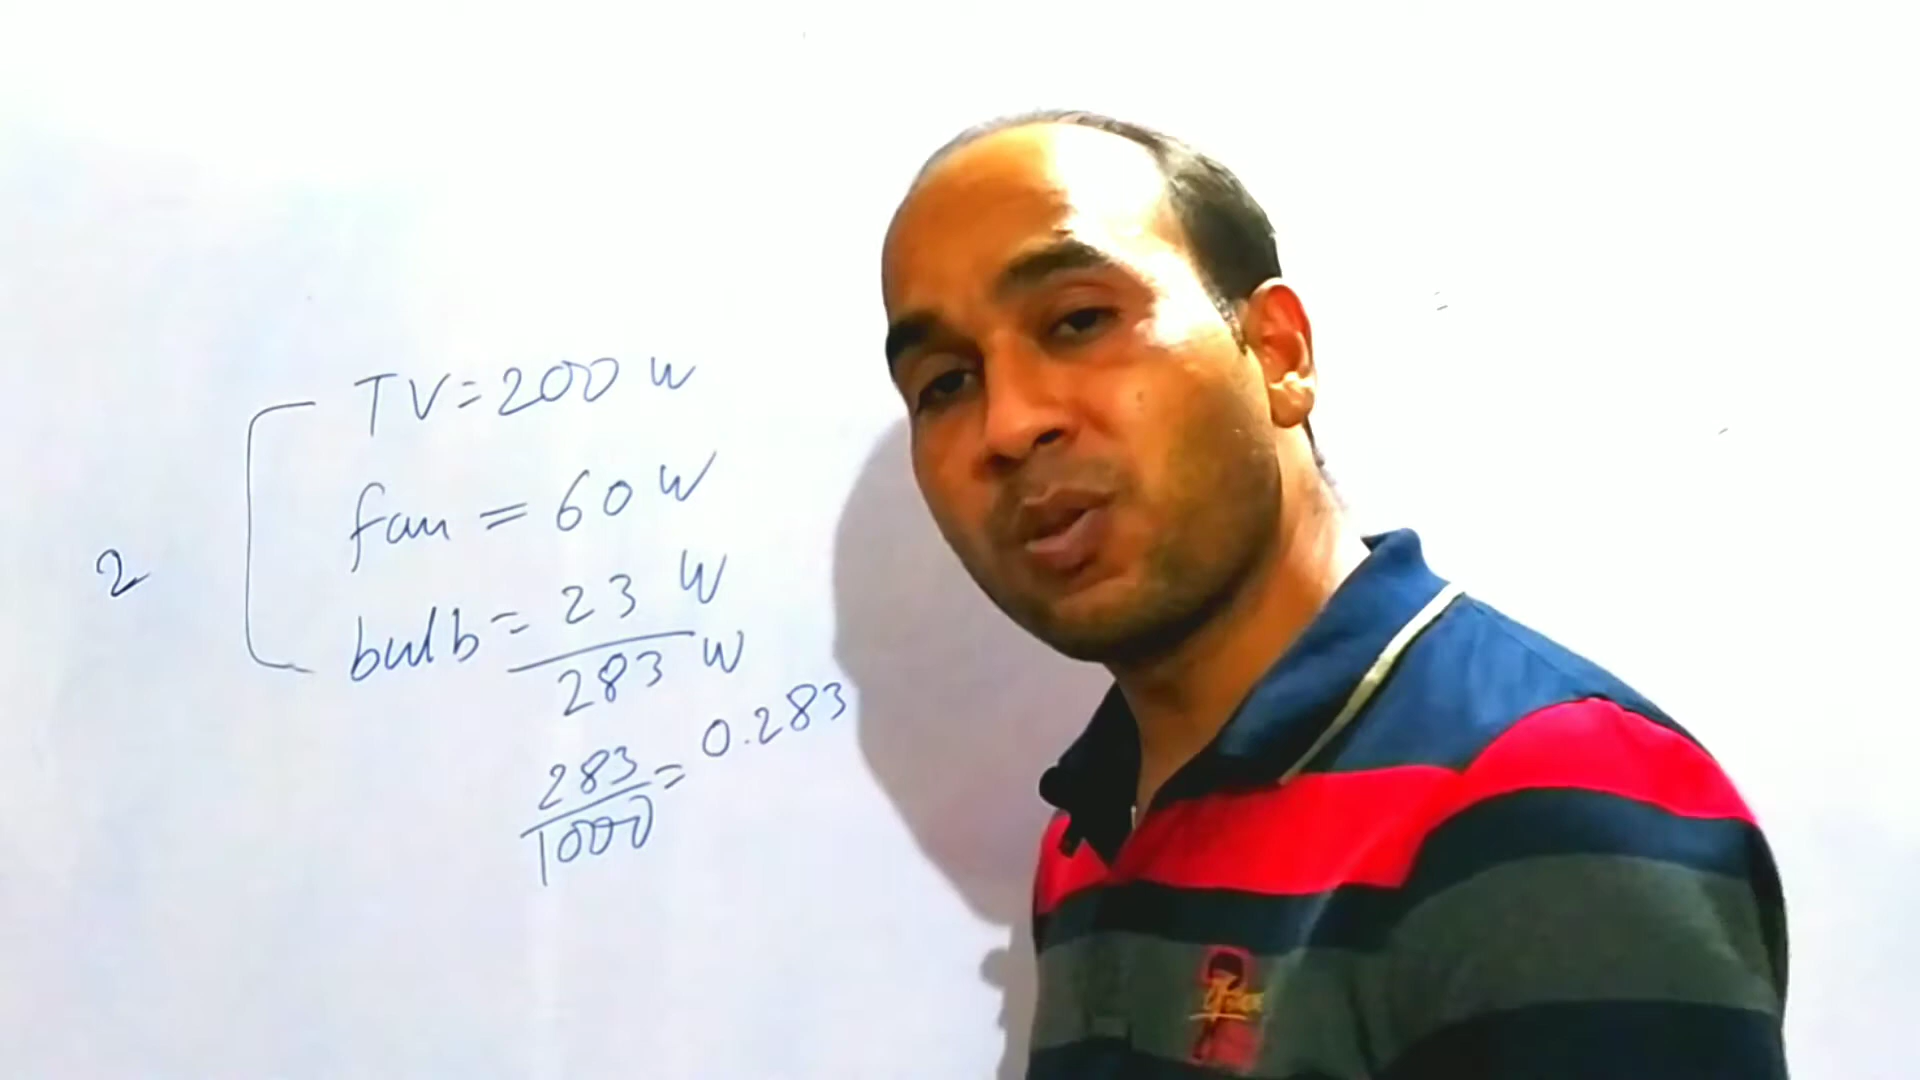 TV = 200 W
fan = 60 W
2
bulb = 23 W
283 W
283/1000 = 0.283